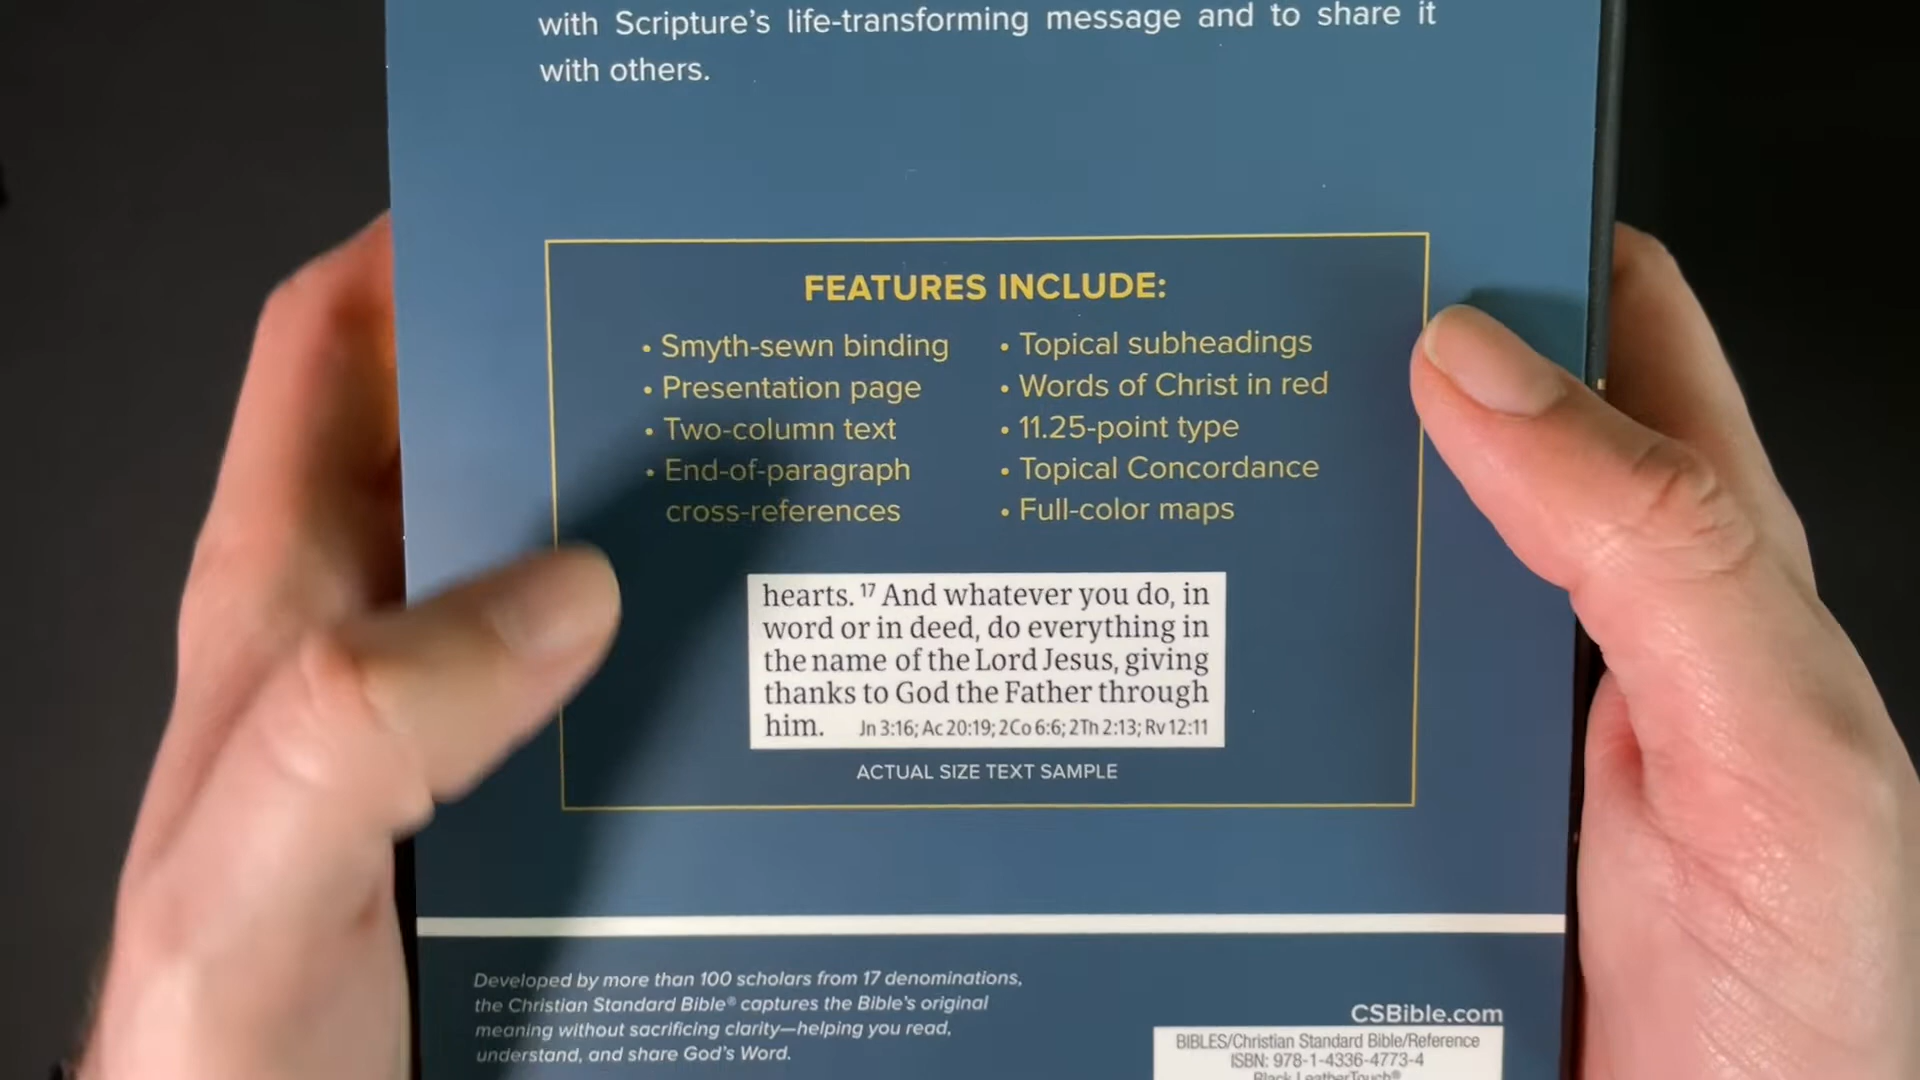 with Scripture's life-transforming message and to share it
with others.
FEATURES INCLUDE:
• Smyth-sewn binding
• Presentation page
• Two-column text
• End-of-paragraph
cross-references
• Topical subheadings
• Words of Christ in red
• 11.25-point type
• Topical Concordance
• Full-color maps
hearts. 17 And whatever you do, in
word or in deed, do everything in
the name of the Lord Jesus, giving
thanks to God the Father through
him. Jn 3:16; Ac 20:19; 2Co 6:6; 2Th 2:13; Rv 12:11
ACTUAL SIZE TEXT SAMPLE
Developed by more than 100 scholars from 17 denominations,
the Christian Standard Bible® captures the Bible's original
meaning without sacrificing clarity—helping you read,
understand, and share God's Word.
CSBible.com
BIBLES/Christian Standard Bible/Reference
ISBN: 978-1-4336-4773-4
Black LeatherTouch®